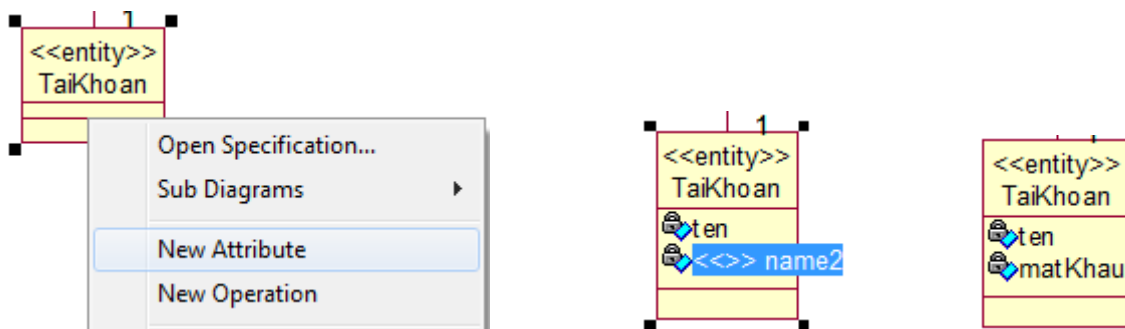 1
<<entity>>
TaiKhoan
Open Specification...
Sub Diagrams
New Attribute
New Operation
1
<<entity>>
TaiKhoan
ten
<<>> name2
<<entity>>
TaiKhoan
ten
matKhau